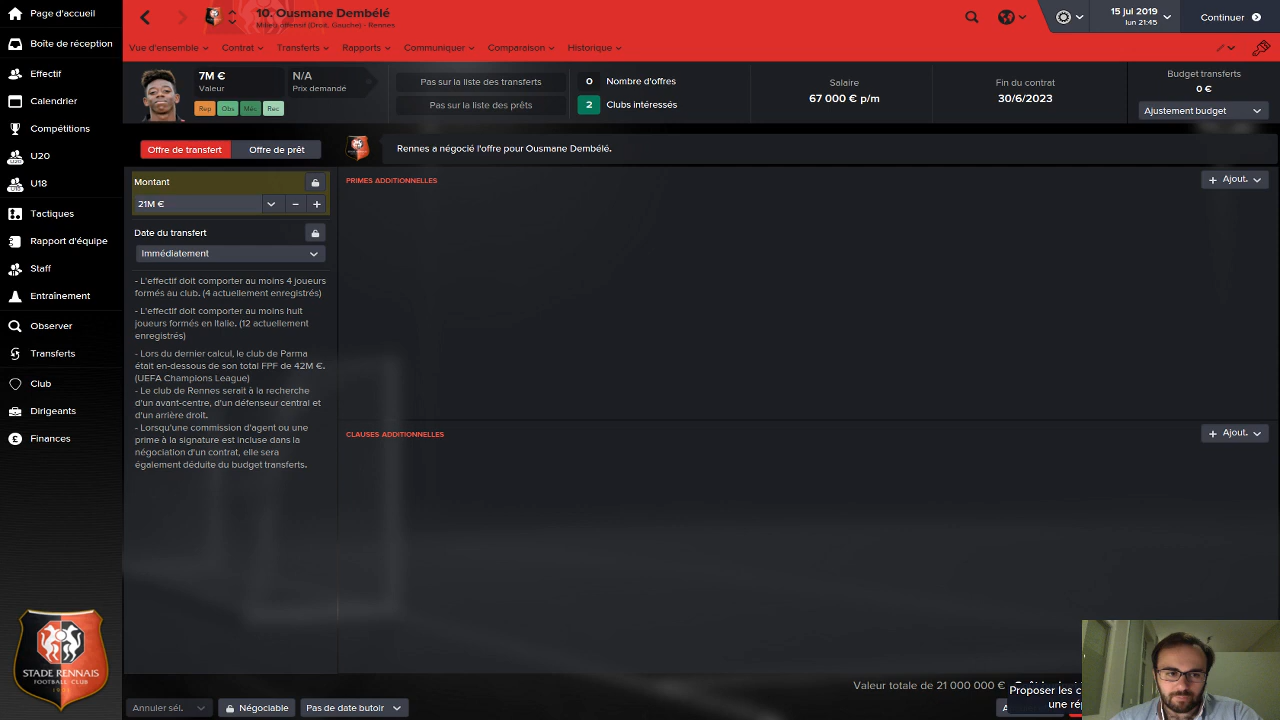 10. Ousmane Dembélé
Milieu offensif (Droit, Gauche) - Rennes
15 jul 2019
lun 21:45
Continuer
Page d'accueil
Boîte de réception
Effectif
Calendrier
Compétitions
U20
U18
Tactiques
Rapport d'équipe
Staff
Entraînement
Observer
Transferts
Club
Dirigeants
Finances
Vue d'ensemble
Contrat
Transferts
Rapports
Communiquer
Comparaison
Historique
7M €
Valeur
N/A
Prix demandé
Rep
Obs
Méc
Rec
Pas sur la liste des transferts
Pas sur la liste des prêts
0 Nombre d'offres
2 Clubs intéressés
Salaire
67 000 € p/m
Fin du contrat
30/6/2023
Budget transferts
0 €
Ajustement budget
Offre de transfert
Offre de prêt
Rennes a négocié l'offre pour Ousmane Dembélé.
Montant
21M €
Date du transfert
Immédiatement
- L'effectif doit comporter au moins 4 joueurs
formés au club. (4 actuellement enregistrés)
- L'effectif doit comporter au moins huit
joueurs formés en Italie. (12 actuellement
enregistrés)
- Lors du dernier calcul, le club de Parma
était en-dessous de son total FPF de 42M €.
(UEFA Champions League)
- Le club de Rennes serait à la recherche
d'un avant-centre, d'un défenseur central et
d'un arrière droit.
- Lorsqu'une commission d'agent ou une
prime à la signature est incluse dans la
négociation d'un contrat, elle sera
également déduite du budget transferts.
PRIMES ADDITIONNELLES
+ Ajout.
CLAUSES ADDITIONNELLES
+ Ajout.
STADE RENNAIS
FOOTBALL CLUB
Valeur totale de 21 000 000 €
Proposer les
une
Annuler sél.
Négociable
Pas de date butoir